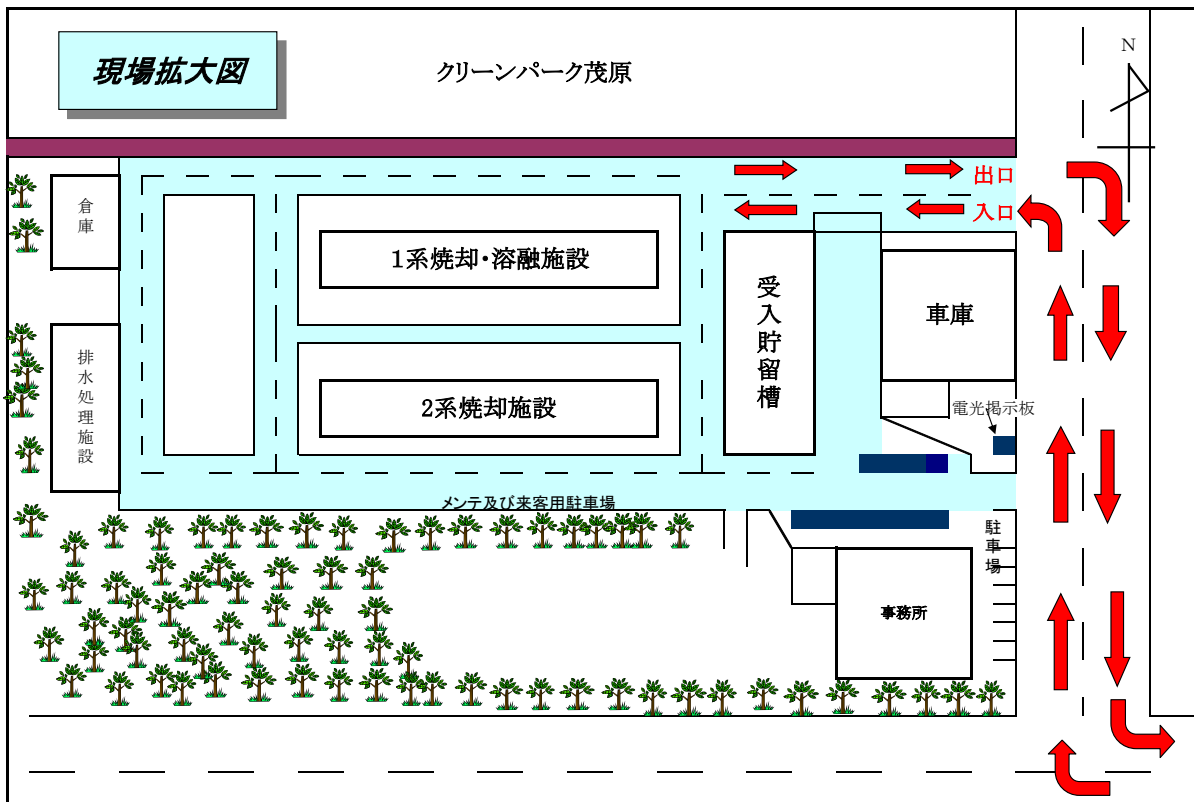 現場拡大図
クリーンパーク茂原
N
出口
入口
倉庫
1系焼却・溶融施設
受入貯留槽
車庫
排水処理施設
2系焼却施設
電光掲示板
メンテ及び来客用駐車場
駐車場
事務所